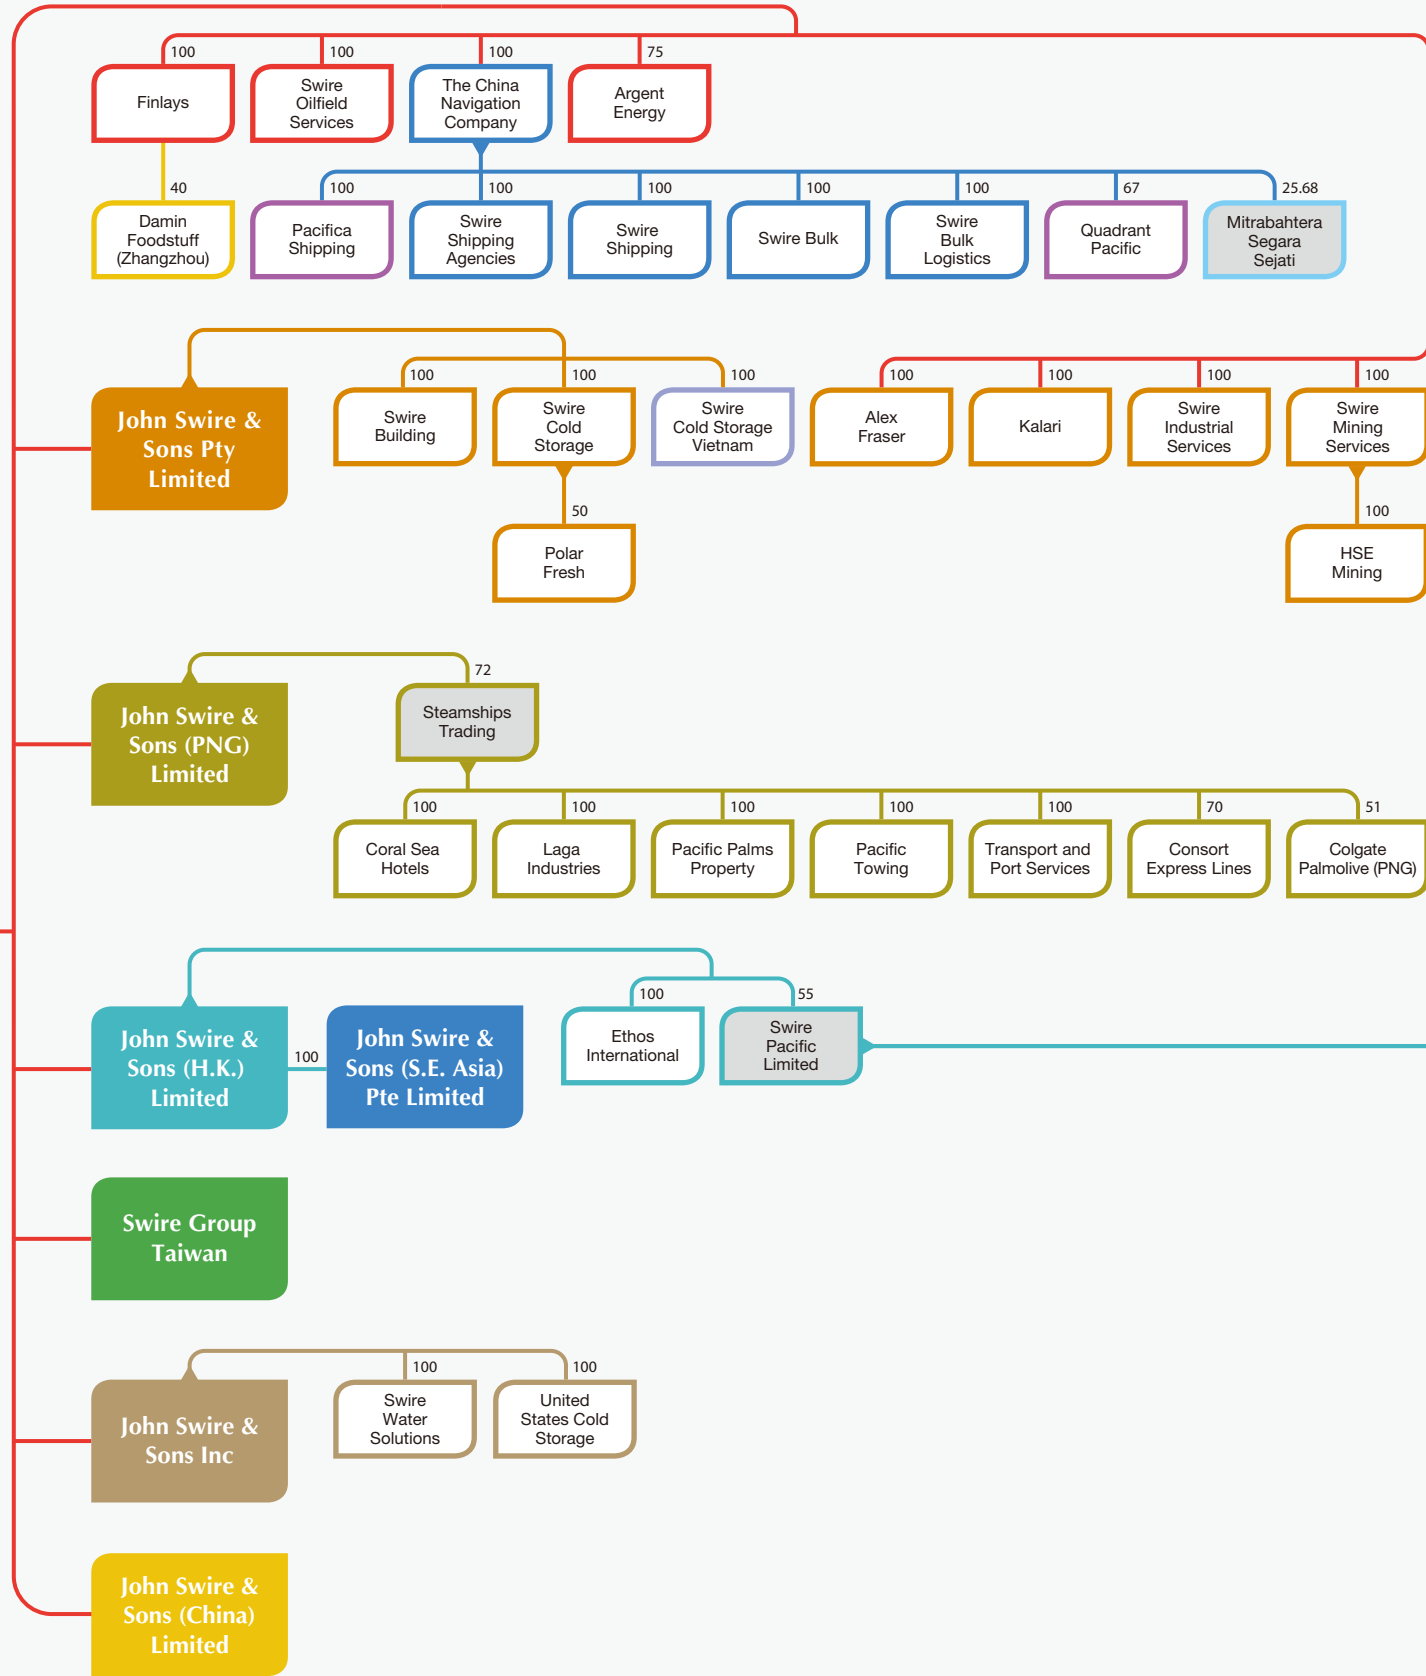 100
100
100
75
Finlays
Swire
Oilfield
Services
The China
Navigation
Company
Argent
Energy
40
100
100
100
100
100
67
25.68
Damin
Foodstuff
(Zhangzhou)
Pacifica
Shipping
Swire
Shipping
Agencies
Swire
Shipping
Swire Bulk
Swire
Bulk
Logistics
Quadrant
Pacific
Mitrabahtera
Segara
Sejati
John Swire &
Sons Pty
Limited
100
100
100
100
100
100
100
Swire
Building
Swire
Cold
Storage
Swire
Cold Storage
Vietnam
Alex
Fraser
Kalari
Swire
Industrial
Services
Swire
Mining
Services
50
100
Polar
Fresh
HSE
Mining
John Swire &
Sons (PNG)
Limited
72
Steamships
Trading
100
100
100
100
100
70
51
Coral Sea
Hotels
Laga
Industries
Pacific Palms
Property
Pacific
Towing
Transport and
Port Services
Consort
Express Lines
Colgate
Palmolive (PNG)
John Swire &
Sons (H.K.)
Limited
100
John Swire &
Sons (S.E. Asia)
Pte Limited
100
55
Ethos
International
Swire
Pacific
Limited
Swire Group
Taiwan
John Swire &
Sons Inc
100
100
Swire
Water
Solutions
United
States Cold
Storage
John Swire &
Sons (China)
Limited